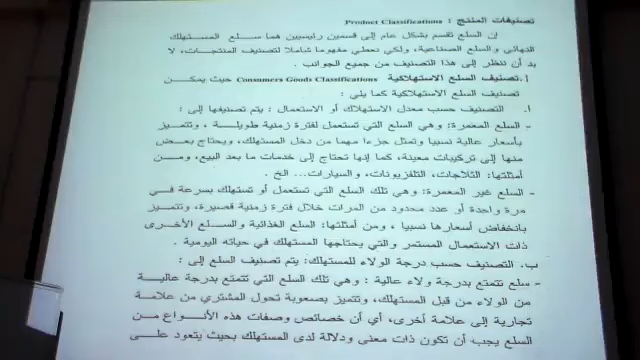 تصنيفات المنتج : Product Classifications
إن السلع تقسم بشكل عام إلى قسمين رئيسيين هما سلع المستهلك
النهائي والسلع الصناعية، ولكي نعطي مفهوما شاملا لتصنيف المنتجات، لا
بد أن ننظر إلى هذا التصنيف من جميع الجوانب .
أ.تصنيف السلع الاستهلاكية Consumers Goods Classifications حيث يمكن
تصنيف السلع الاستهلاكية كما يلي :
أ. التصنيف حسب معدل الاستهلاك أو الاستعمال : يتم تصنيفها إلى :
- السلع المعمرة: وهي السلع التي تستعمل لفترة زمنية طويلة ، وتتميز
بأسعار عالية نسبيا وتمثل جزءا مهما من دخل المستهلك، ويحتاج بعض
منها إلى تركيبات معينة، كما إنها تحتاج إلى خدمات ما بعد البيع، ومن
أمثلتها: الثلاجات، التلفزيونات، والسيارات... الخ .
- السلع غير المعمرة: وهي تلك السلع التي تستعمل أو تستهلك بسرعة في
مرة واحدة أو عدد محدود من المرات خلال فترة زمنية قصيرة، وتتميز
بانخفاض أسعارها نسبيا ، ومن أمثلتها: السلع الغذائية والسلع الأخرى
ذات الاستعمال المستمر والتي يحتاجها المستهلك في حياته اليومية .
ب. التصنيف حسب درجة الولاء للمستهلك: يتم تصنيف السلع إلى :
- سلع تتمتع بدرجة ولاء عالية : وهي تلك السلع التي تتمتع بدرجة عالية
من الولاء من قبل المستهلك، وتتميز بصعوبة تحول المشتري من علامة
تجارية إلى علامة أخرى، أي أن خصائص وصفات هذه الأنواع من
السلع يجب أن تكون ذات معنى ودلالة لدى المستهلك بحيث يتعود على